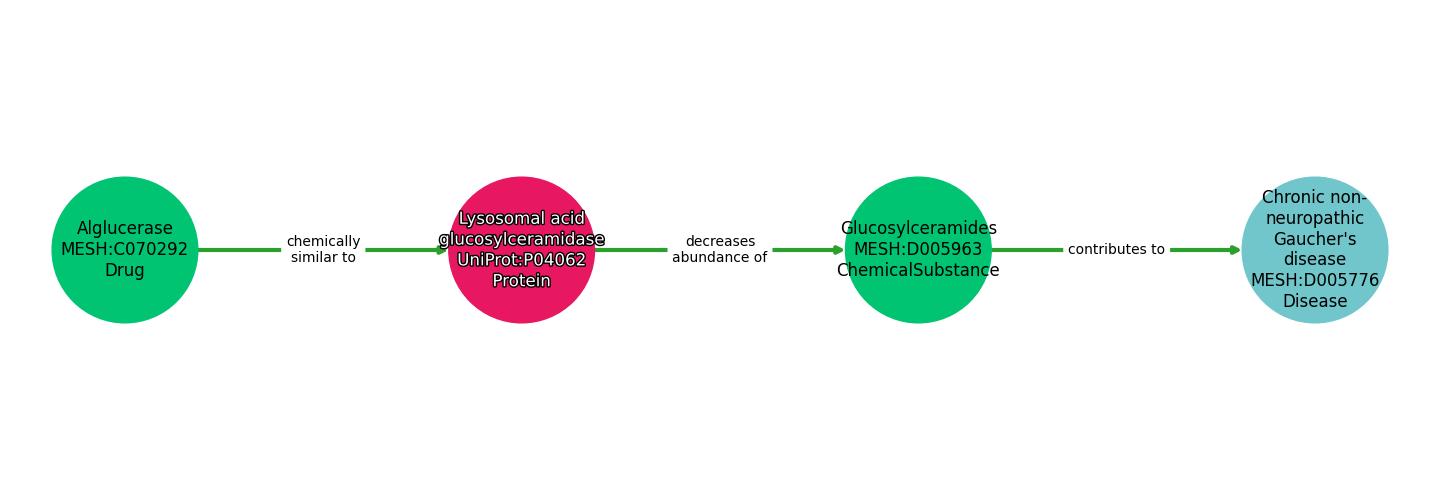 Alglucerase
MESH:C070292
Drug
chemically
similar to
Lysosomal acid
glucosylceramidase
UniProt:P04062
Protein
decreases
abundance of
Glucosylceramides
MESH:D005963
ChemicalSubstance
contributes to
Chronic non-
neuropathic
Gaucher's
disease
MESH:D005776
Disease